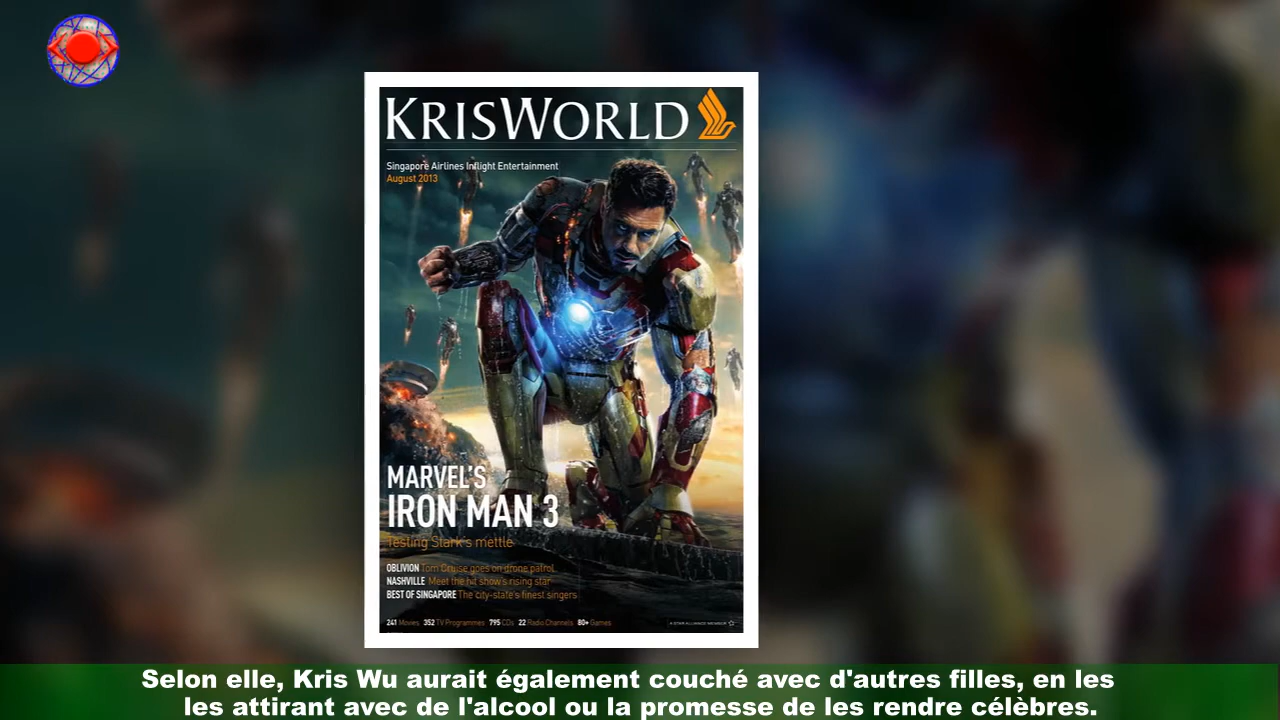 KRISWORLD
Singapore Airlines Inflight Entertainment
August 2013
MARVEL'S
IRON MAN 3
Testing Stark's mettle
OBLIVION Tom Cruise goes on drone patrol
NASHVILLE Meet the hit show's rising star
BEST OF SINGAPORE The city-state's finest singers
241 Movies 352 TV Programmes 795 CDs 22 Radio Channels 80+ Games
A STAR ALLIANCE MEMBER
Selon elle, Kris Wu aurait également couché avec d'autres filles, en les
les attirant avec de l'alcool ou la promesse de les rendre célèbres.